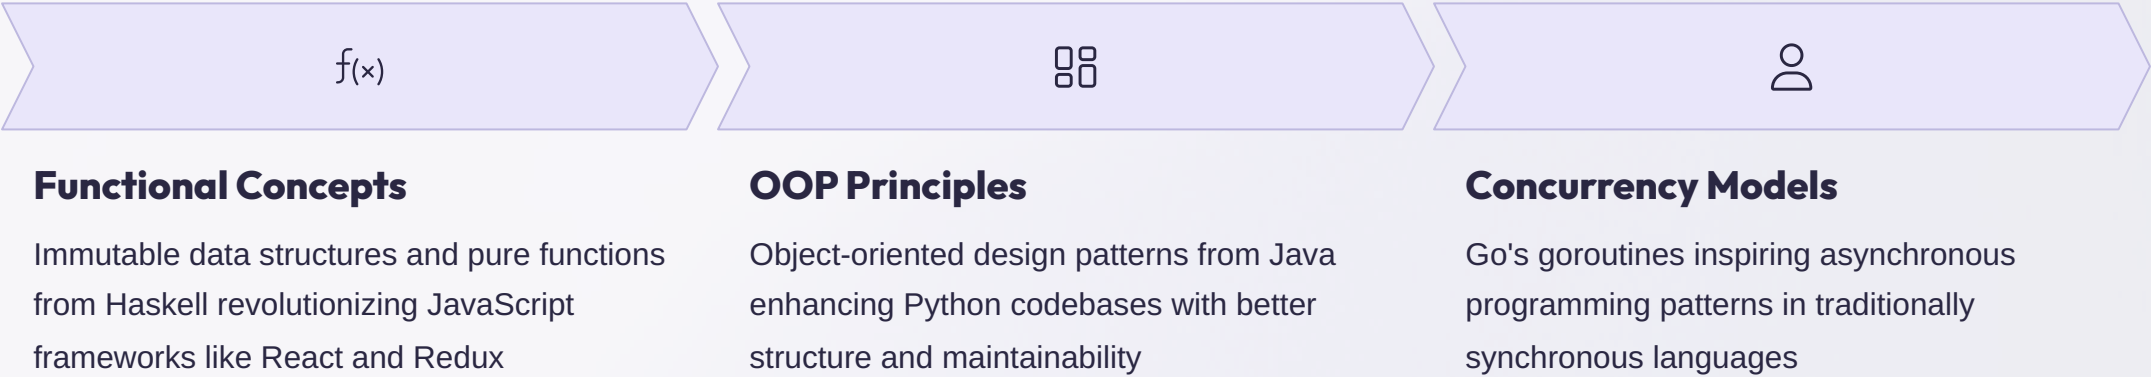 f(x)
Functional Concepts
Immutable data structures and pure functions
from Haskell revolutionizing JavaScript
frameworks like React and Redux
OOP Principles
Object-oriented design patterns from Java
enhancing Python codebases with better
structure and maintainability
Concurrency Models
Go's goroutines inspiring asynchronous
programming patterns in traditionally
synchronous languages